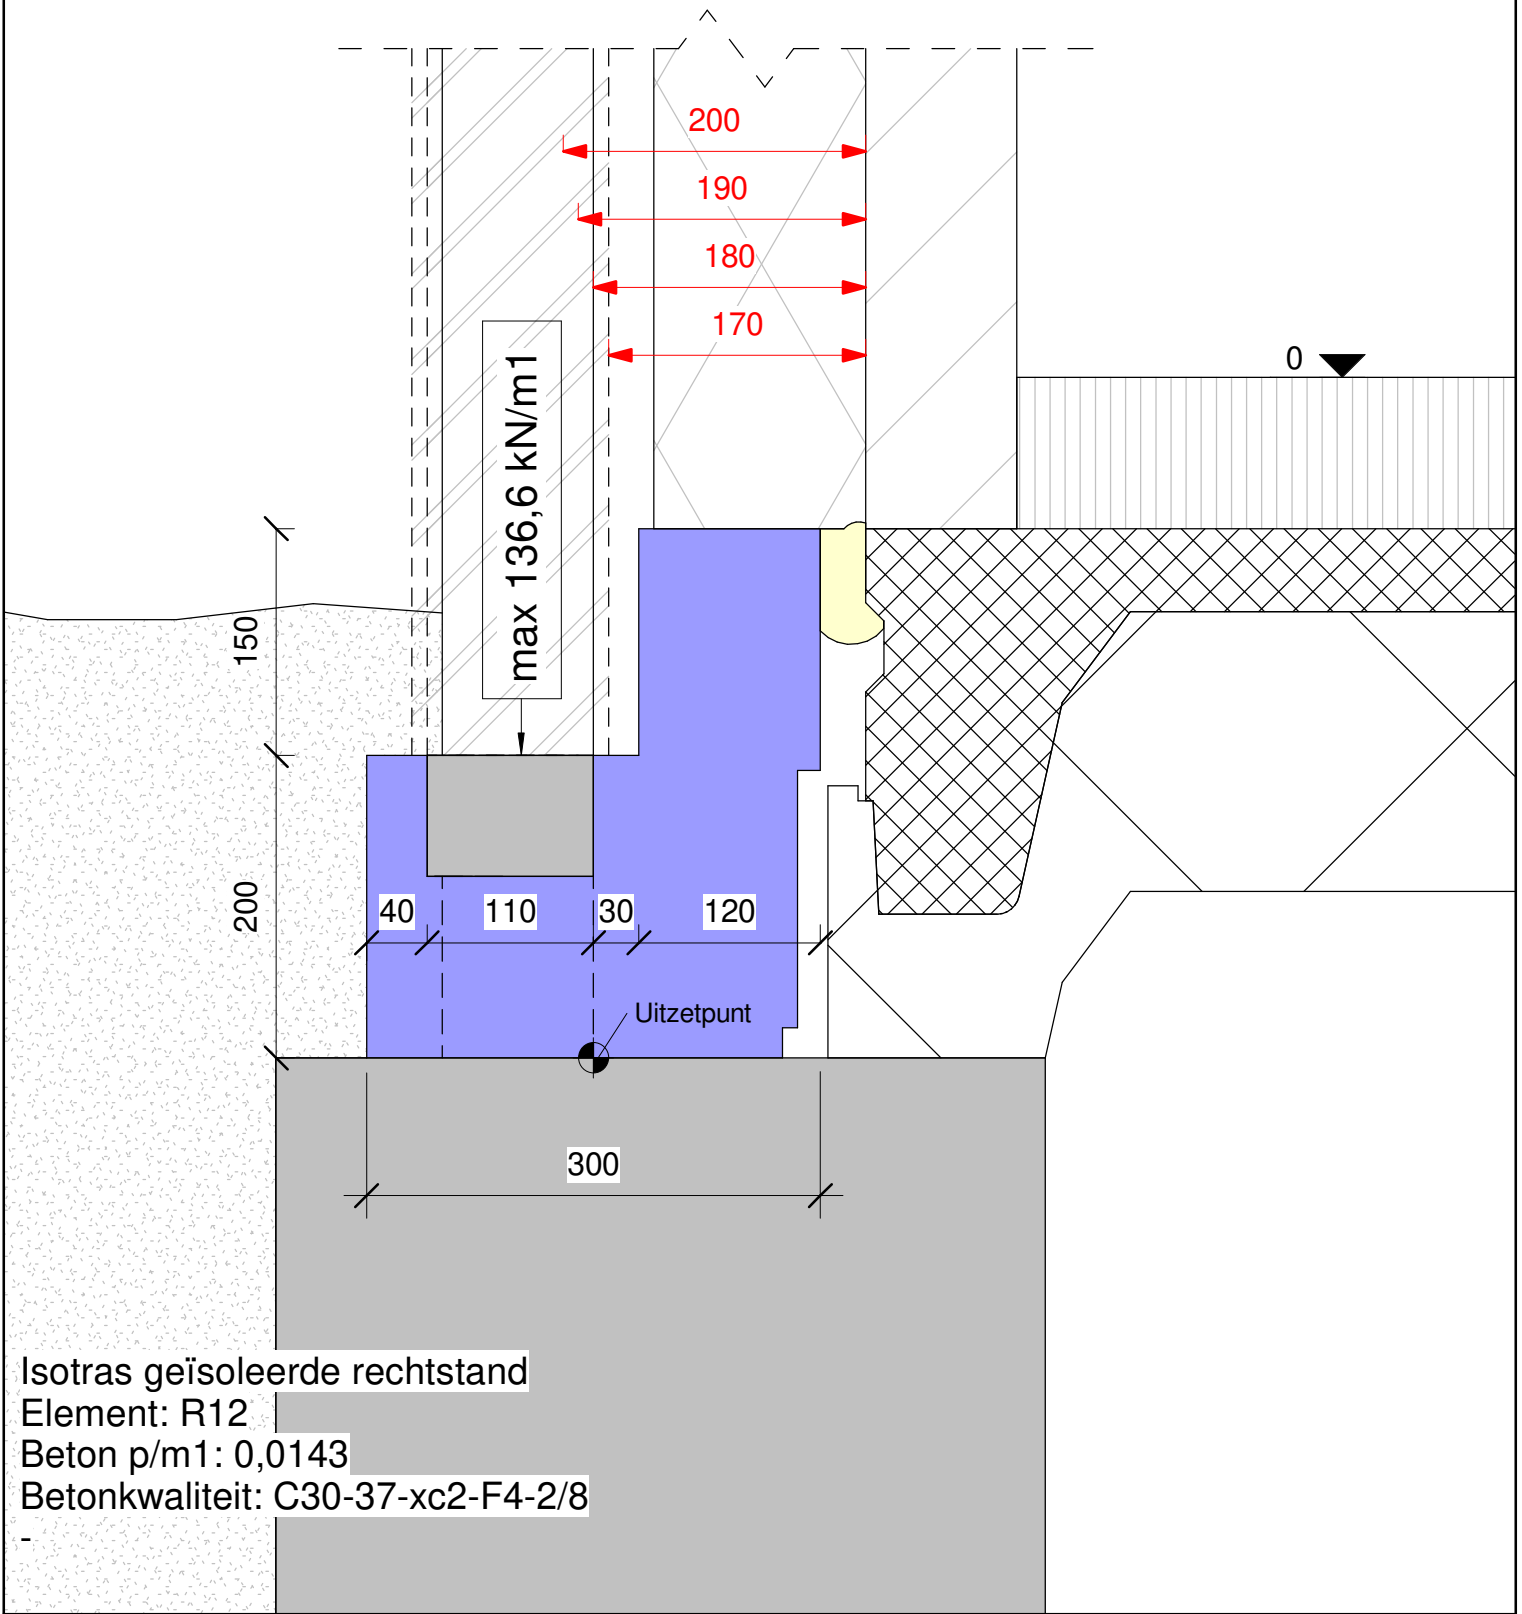 200
190
180
170
0
max 136,6 kN/m1
150
200
40
110
30
120
Uitzetpunt
300
Isotras geïsoleerde rechtstand
Element: R12
Beton p/m1: 0,0143
Betonkwaliteit: C30-37-xc2-F4-2/8
-